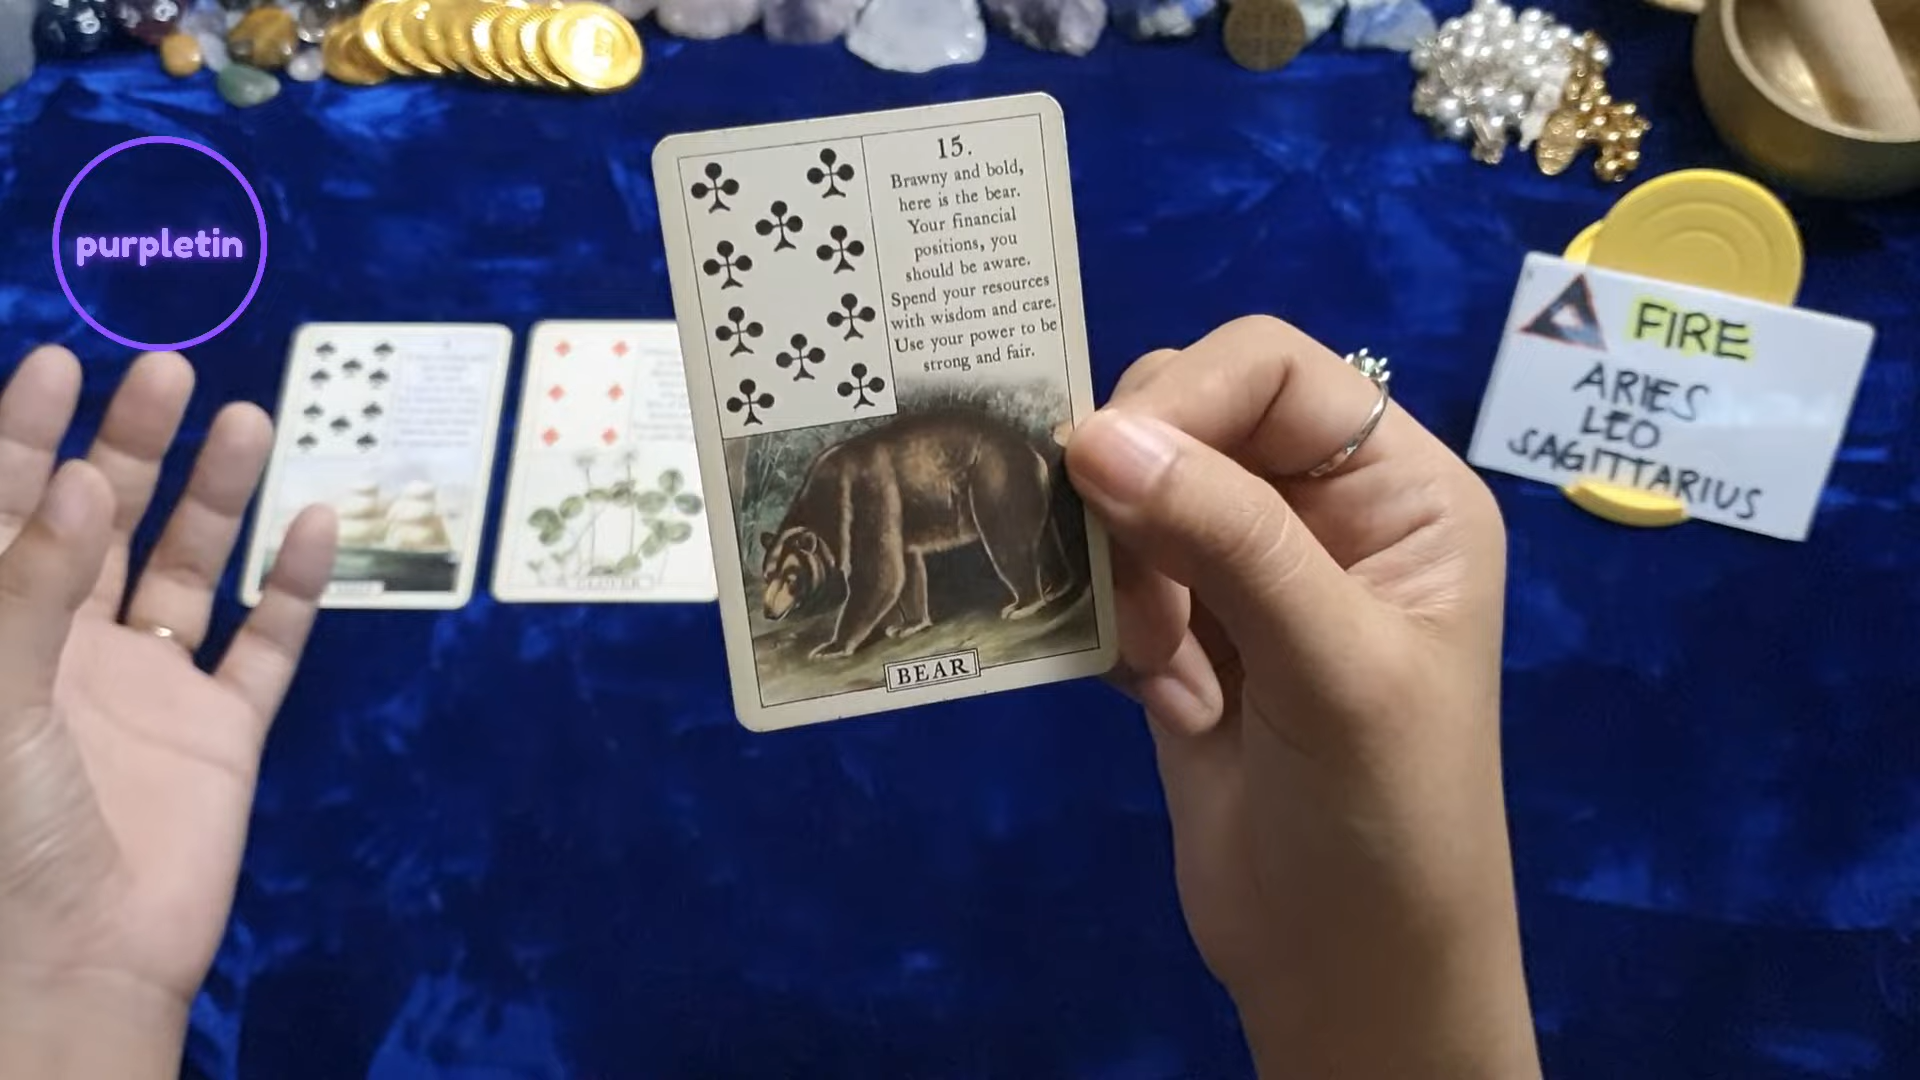 purpletin
15.
Brawny and bold,
here is the bear.
Your financial
positions, you
should be aware.
Spend your resources
with wisdom and care.
Use your power to be
strong and fair.
BEAR
CLOVER
FIRE
ARIES
LEO
SAGITTARIUS